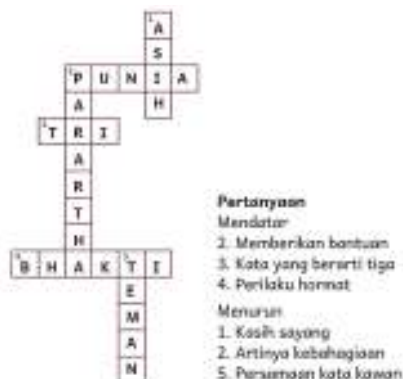 1 A
S
2 P U N I A
H
A
3 T R I
A
R
T
H
4 B H A K 5 T I
E
M
A
N
Pertanyaan
Mendatar
2. Memberikan bantuan
3. Kata yang berarti tiga
4. Perilaku hormat
Menurun
1. Kasih sayang
2. Artinya kebahagiaan
5. Persamaan kata kawan